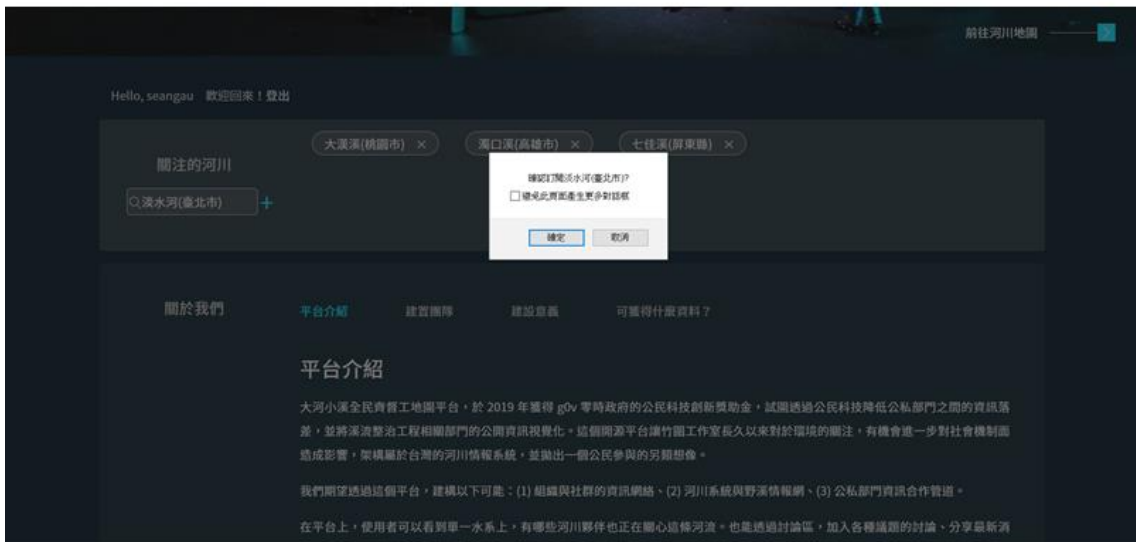 前往河川地圖
Hello, seangau 歡迎回來！登出
關注的河川
大漢溪(桃園市) ×
濁口溪(高雄市) ×
七佳溪(屏東縣) ×
淡水河(臺北市) +
確認訂閱淡水河(臺北市)?
避免此頁面產生更多對話框
確定
取消
關於我們
平台介紹
建置團隊
建設意義
可獲得什麼資料？
平台介紹
大河小溪全民齊督工地圖平台，於 2019 年獲得 g0v 零時政府的公民科技創新獎助金，試圖透過公民科技降低公私部門之間的資訊落
差，並將溪流整治工程相關部門的公開資訊視覺化。這個開源平台讓竹圍工作室長久以來對於環境的關注，有機會進一步對社會機制面
造成影響，架構屬於台灣的河川情報系統，並拋出一個公民參與的另類想像。
我們期望透過這個平台，建構以下可能：(1) 組織與社群的資訊網絡、(2) 河川系統與野溪情報網、(3) 公私部門資訊合作管道。
在平台上，使用者可以看到單一水系上，有哪些河川夥伴也正在關心這條河流。也能透過討論區，加入各種議題的討論、分享最新消